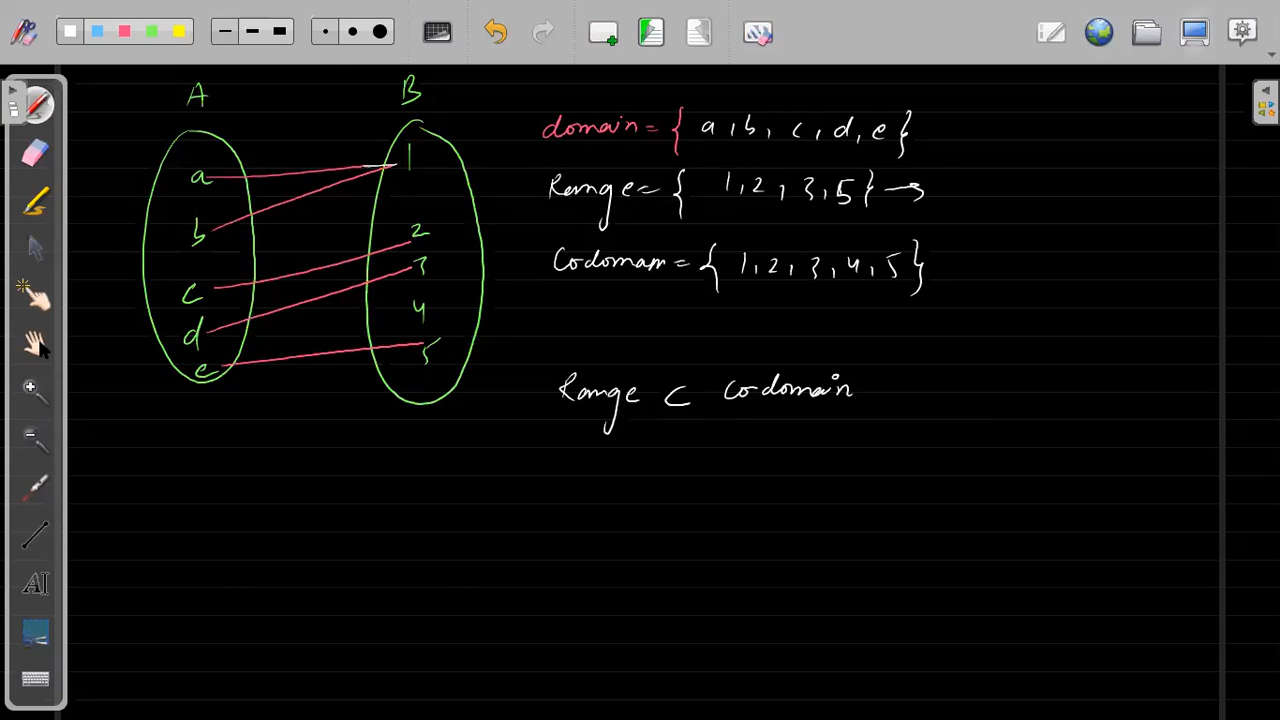 A B
a 1
b 2
c 3
d 4
e 5
domain = { a, b, c, d, e }
Range = { 1, 2, 3, 5 } →
Codomain = { 1, 2, 3, 4, 5 }
Range ⊂ codomain
AI